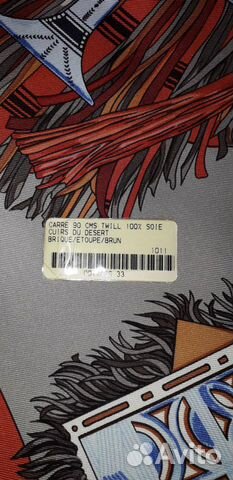 CARRE 90 CMS TWILL 100% SOIE
CUIRS DU DESERT
BRIQUE/ETOUPE/BRUN
1011
33
Avito